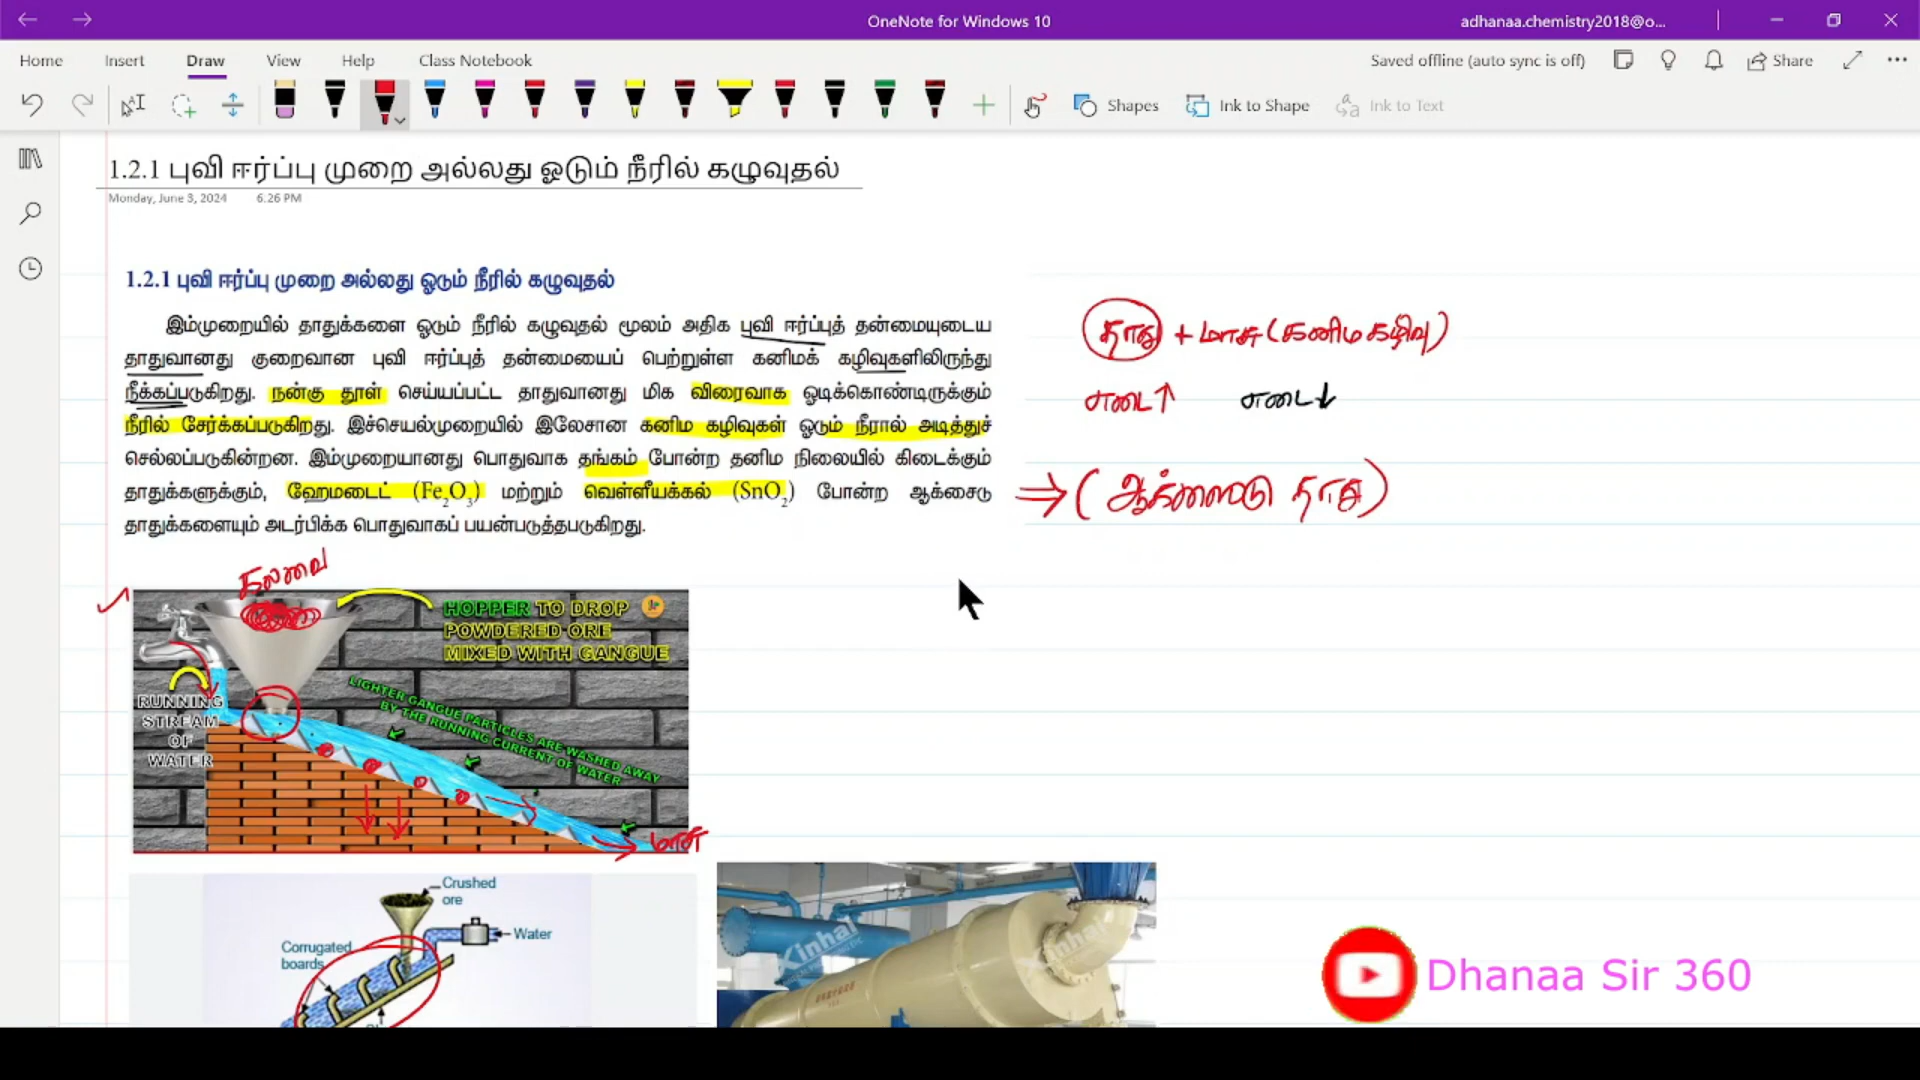 OneNote for Windows 10
adhanaa.chemistry2018@o...
Home Insert Draw View Help Class Notebook
Saved offline (auto sync is off) Share
Shapes Ink to Shape Ink to Text
1.2.1 புவி ஈர்ப்பு முறை அல்லது ஓடும் நீரில் கழுவுதல்
Monday, June 3, 2024 6.26 PM
1.2.1 புவி ஈர்ப்பு முறை அல்லது ஓடும் நீரில் கழுவுதல்
இம்முறையில் தாதுக்களை ஓடும் நீரில் கழுவுதல் மூலம் அதிக புவி ஈர்ப்புத் தன்மையுடைய
தாதுவானது குறைவான புவி ஈர்ப்புத் தன்மையைப் பெற்றுள்ள கனிமக் கழிவுகளிலிருந்து
நீக்கப்படுகிறது. நன்கு தூள் செய்யப்பட்ட தாதுவானது மிக விரைவாக ஓடிக்கொண்டிருக்கும்
நீரில் சேர்க்கப்படுகிறது. இச்செயல்முறையில் இலேசான கனிம கழிவுகள் ஓடும் நீரால் அடித்துச்
செல்லப்படுகின்றன. இம்முறையானது பொதுவாக தங்கம் போன்ற தனிம நிலையில் கிடைக்கும்
தாதுக்களுக்கும், ஹேமடைட் (Fe₂O₃) மற்றும் வெள்ளீயக்கல் (SnO₂) போன்ற ஆக்சைடு
தாதுக்களையும் அடர்பிக்க பொதுவாகப் பயன்படுத்தபடுகிறது.
தாது + மாசு (கனிம கழிவு)
எடை↑ எடை↓
⇒ (ஆக்ஸைடு தாது)
கலவை
HOPPER TO DROP
POWDERED ORE
MIXED WITH GANGUE
RUNNING
STREAM
OF
WATER
LIGHTER GANGUE PARTICLES ARE WASHED AWAY
BY THE RUNNING CURRENT OF WATER
மாசு
Crushed
ore
Water
Corrugated
boards
Xinhai
Xinhai
Dhanaa Sir 360